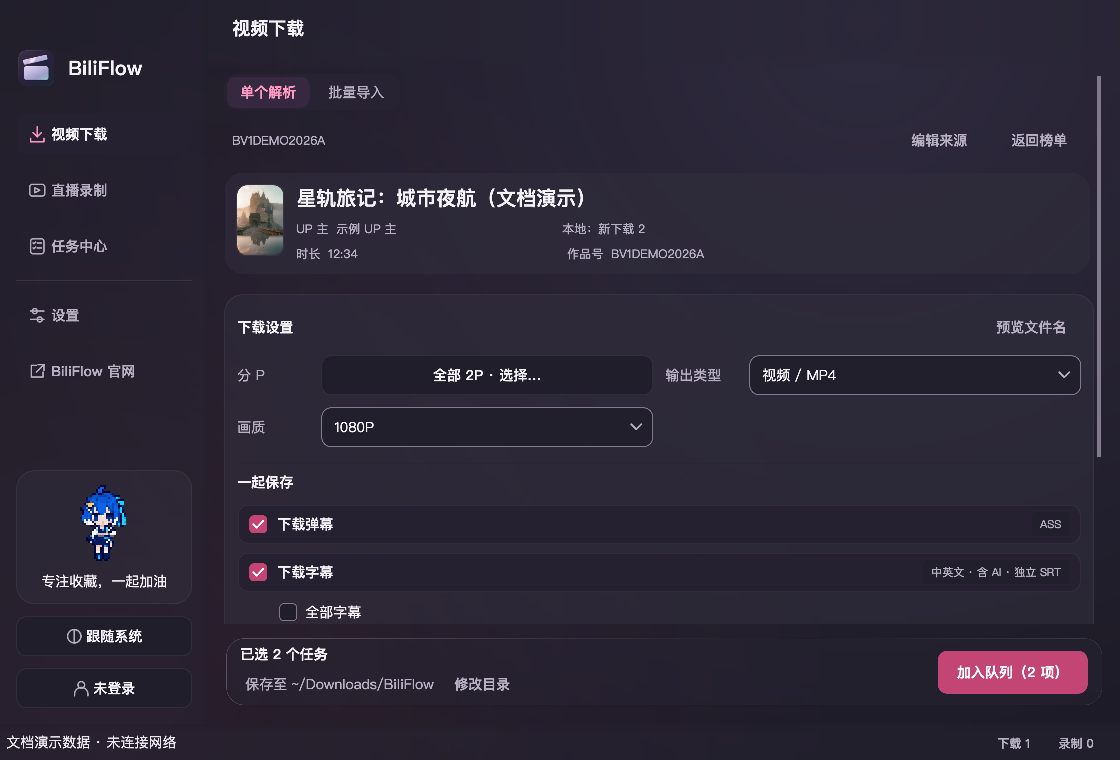 视频下载
BiliFlow
单个解析 批量导入
视频下载
BV1DEMO2026A 编辑来源 返回榜单
直播录制
星轨旅记：城市夜航（文档演示）
UP 主 示例 UP 主 本地：新下载 2
任务中心
时长 12:34 作品号 BV1DEMO2026A
设置
下载设置 预览文件名
BiliFlow 官网
分 P 全部 2P · 选择... 输出类型 视频 / MP4
画质 1080P
一起保存
下载弹幕 ASS
下载字幕 中英文 · 含 AI · 独立 SRT
专注收藏，一起加油
全部字幕
跟随系统
已选 2 个任务
保存至 ~/Downloads/BiliFlow 修改目录
加入队列（2 项）
未登录
文档演示数据 · 未连接网络 下载 1 录制 0